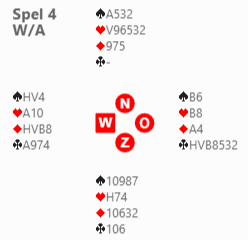 Spel 4
W/A
♠A532
♥V96532
♦975
♣-
♠HV4
♥A10
♦HVB8
♣A974
N
W
O
Z
♠B6
♥B8
♦A4
♣HVB8532
♠10987
♥H74
♦10632
♣106